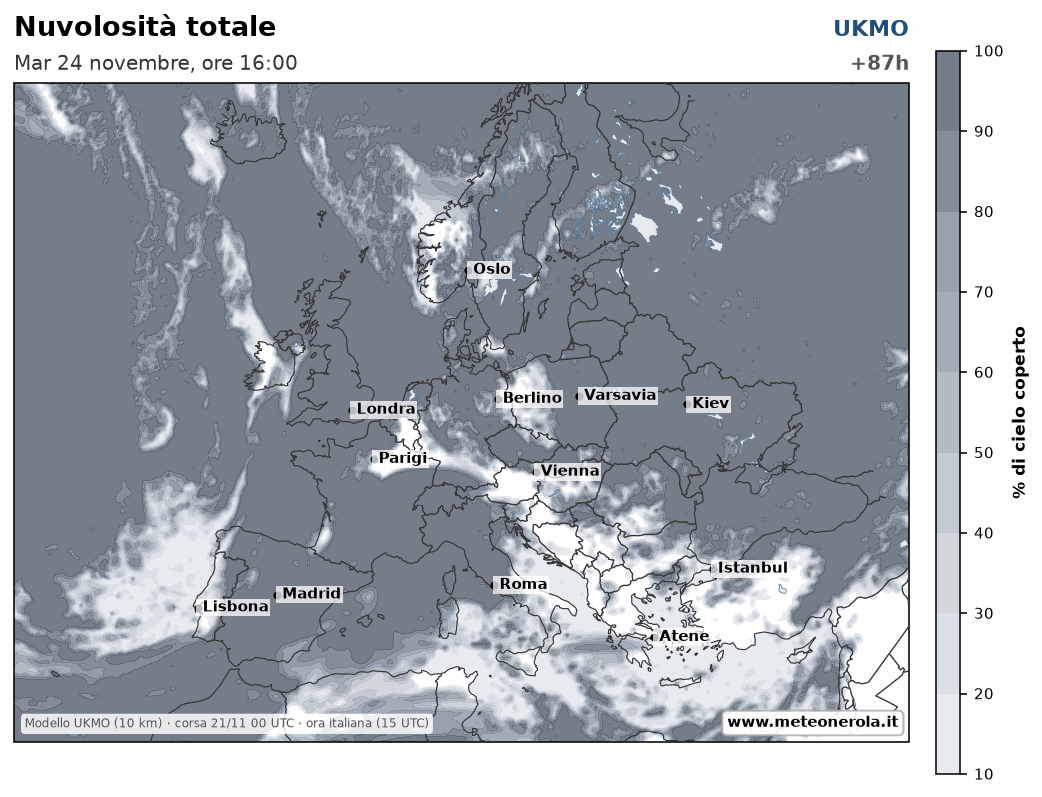 Nuvolosità totale
UKMO
Mar 24 novembre, ore 16:00
+87h
100
90
80
70
60
50
40
30
20
10
% di cielo coperto
Oslo
Berlino
Varsavia
Kiev
Londra
Parigi
Vienna
Istanbul
Roma
Madrid
Lisbona
Atene
Modello UKMO (10 km) · corsa 21/11 00 UTC · ora italiana (15 UTC)
www.meteonerola.it